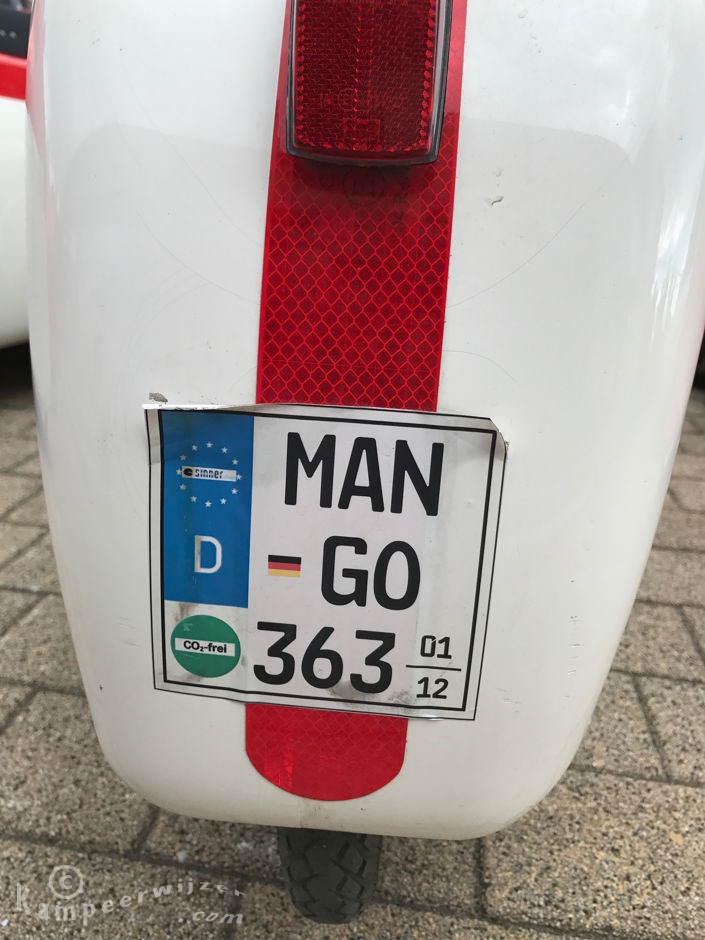 sinner
MAN
D
-GO
CO₂-frei
363
01
12
© Kampeerwijzer
.com